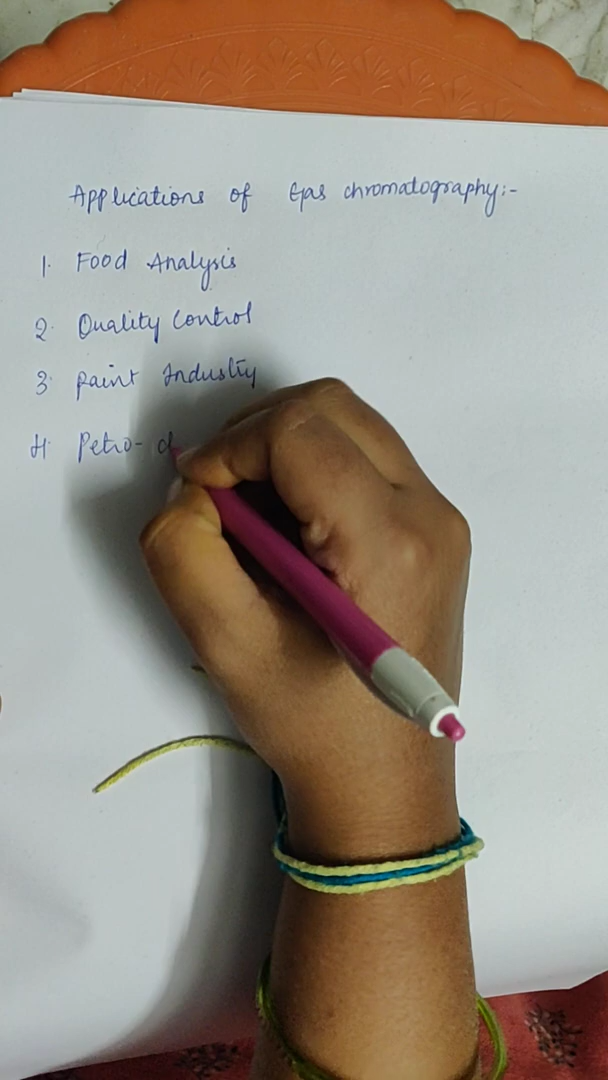 Applications of Gas chromatography:-
1. Food Analysis
2. Quality Control
3. paint Industry
4. Petro-